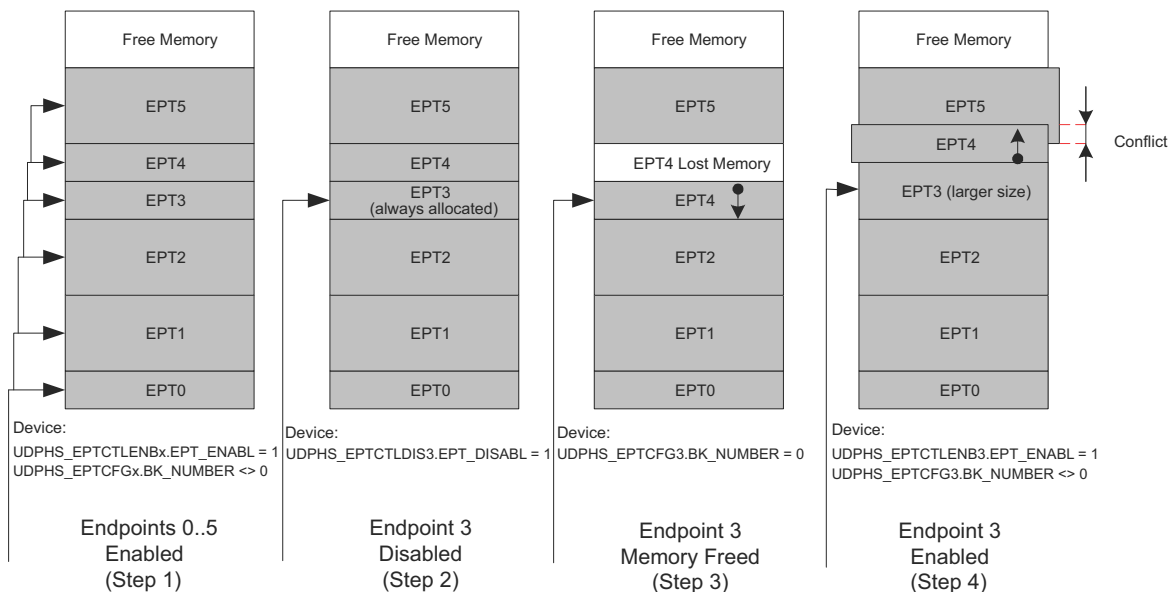 Free Memory
EPT5
EPT4
EPT3
EPT2
EPT1
EPT0
Device:
UDPHS_EPTCTLENBx.EPT_ENABL = 1
UDPHS_EPTCFGx.BK_NUMBER <> 0
Endpoints 0..5
Enabled
(Step 1)
Free Memory
EPT5
EPT4
EPT3
(always allocated)
EPT2
EPT1
EPT0
Device:
UDPHS_EPTCTLDIS3.EPT_DISABL = 1
Endpoint 3
Disabled
(Step 2)
Free Memory
EPT5
EPT4 Lost Memory
EPT4
EPT2
EPT1
EPT0
Device:
UDPHS_EPTCFG3.BK_NUMBER = 0
Endpoint 3
Memory Freed
(Step 3)
Free Memory
EPT5
EPT4
Conflict
EPT3 (larger size)
EPT2
EPT1
EPT0
Device:
UDPHS_EPTCTLENB3.EPT_ENABL = 1
UDPHS_EPTCFG3.BK_NUMBER <> 0
Endpoint 3
Enabled
(Step 4)